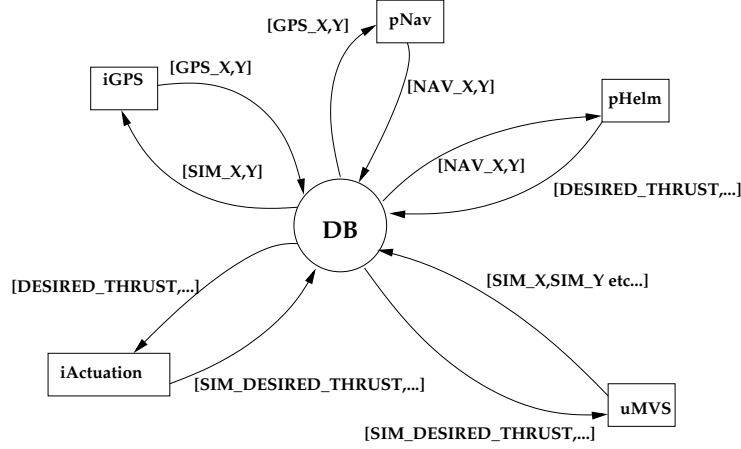 pNav
[GPS_X,Y]
iGPS
[GPS_X,Y]
[NAV_X,Y]
pHelm
[SIM_X,Y]
[NAV_X,Y]
[DESIRED_THRUST,...]
DB
[DESIRED_THRUST,...]
[SIM_X,SIM_Y etc...]
iActuation
[SIM_DESIRED_THRUST,...]
uMVS
[SIM_DESIRED_THRUST,...]